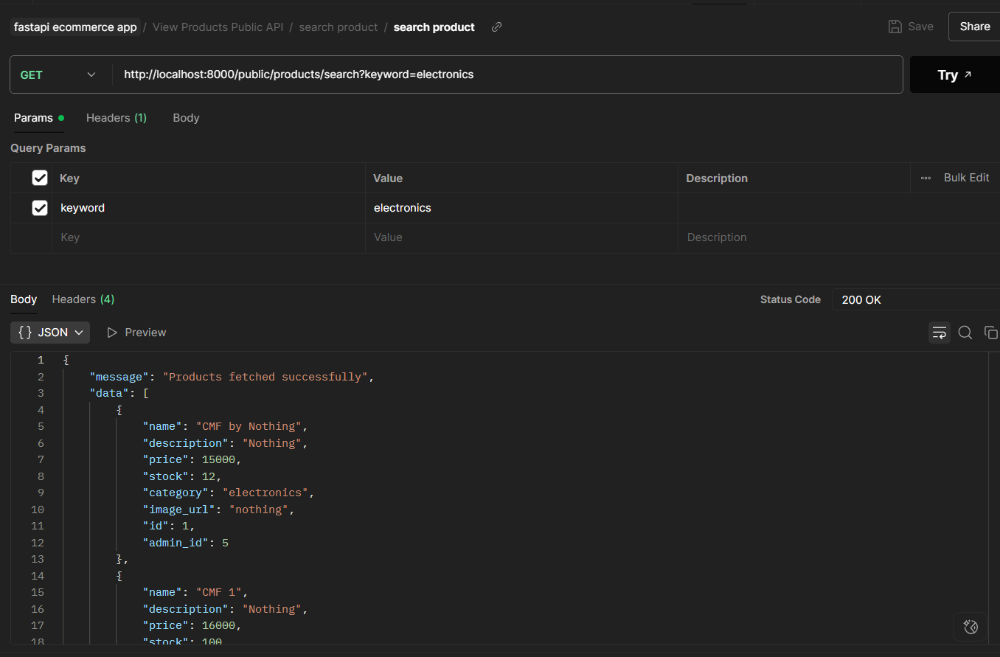 fastapi ecommerce app / View Products Public API / search product / search product
Save
Share
GET
http://localhost:8000/public/products/search?keyword=electronics
Try
Params
Headers (1)
Body
Query Params
Key Value Description
Bulk Edit
keyword electronics
Key Value Description
Body
Headers (4)
Status Code 200 OK
{} JSON
Preview
1 {
2 "message": "Products fetched successfully",
3 "data": [
4 {
5 "name": "CMF by Nothing",
6 "description": "Nothing",
7 "price": 15000,
8 "stock": 12,
9 "category": "electronics",
10 "image_url": "nothing",
11 "id": 1,
12 "admin_id": 5
13 },
14 {
15 "name": "CMF 1",
16 "description": "Nothing",
17 "price": 16000,
18 "stock": 100